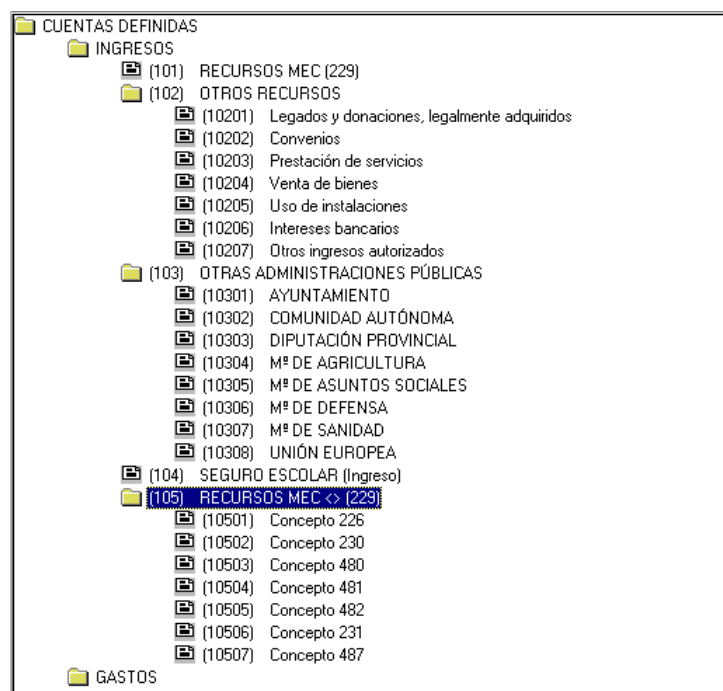 CUENTAS DEFINIDAS
INGRESOS
(101) RECURSOS MEC (229)
(102) OTROS RECURSOS
(10201) Legados y donaciones, legalmente adquiridos
(10202) Convenios
(10203) Prestación de servicios
(10204) Venta de bienes
(10205) Uso de instalaciones
(10206) Intereses bancarios
(10207) Otros ingresos autorizados
(103) OTRAS ADMINISTRACIONES PÚBLICAS
(10301) AYUNTAMIENTO
(10302) COMUNIDAD AUTÓNOMA
(10303) DIPUTACIÓN PROVINCIAL
(10304) Mº DE AGRICULTURA
(10305) Mº DE ASUNTOS SOCIALES
(10306) Mº DE DEFENSA
(10307) Mº DE SANIDAD
(10308) UNIÓN EUROPEA
(104) SEGURO ESCOLAR (Ingreso)
(105) RECURSOS MEC <> (229)
(10501) Concepto 226
(10502) Concepto 230
(10503) Concepto 480
(10504) Concepto 481
(10505) Concepto 482
(10506) Concepto 231
(10507) Concepto 487
GASTOS